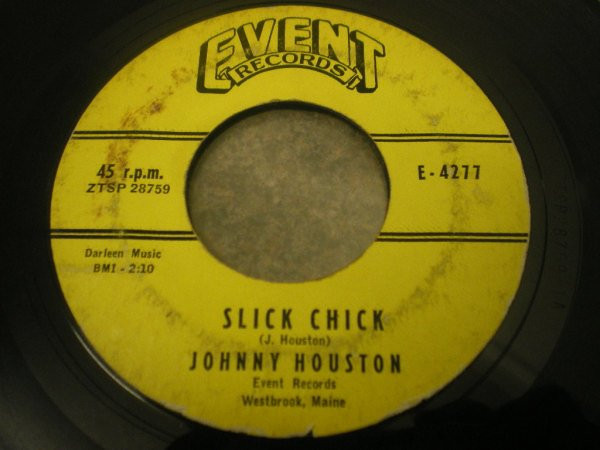 EVENT
RECORDS
45 r.p.m.
ZTSP 28759
E-4277
Darleen Music
BMI - 2:10
SLICK CHICK
(J. Houston)
JOHNNY HOUSTON
Event Records
Westbrook, Maine